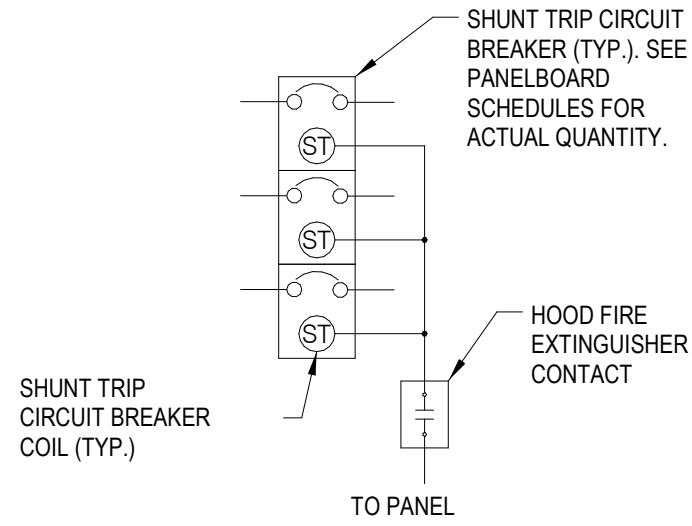 SHUNT TRIP CIRCUIT
BREAKER (TYP.). SEE
PANELBOARD
SCHEDULES FOR
ACTUAL QUANTITY.
ST
ST
ST
HOOD FIRE
EXTINGUISHER
CONTACT
SHUNT TRIP
CIRCUIT BREAKER
COIL (TYP.)
TO PANEL